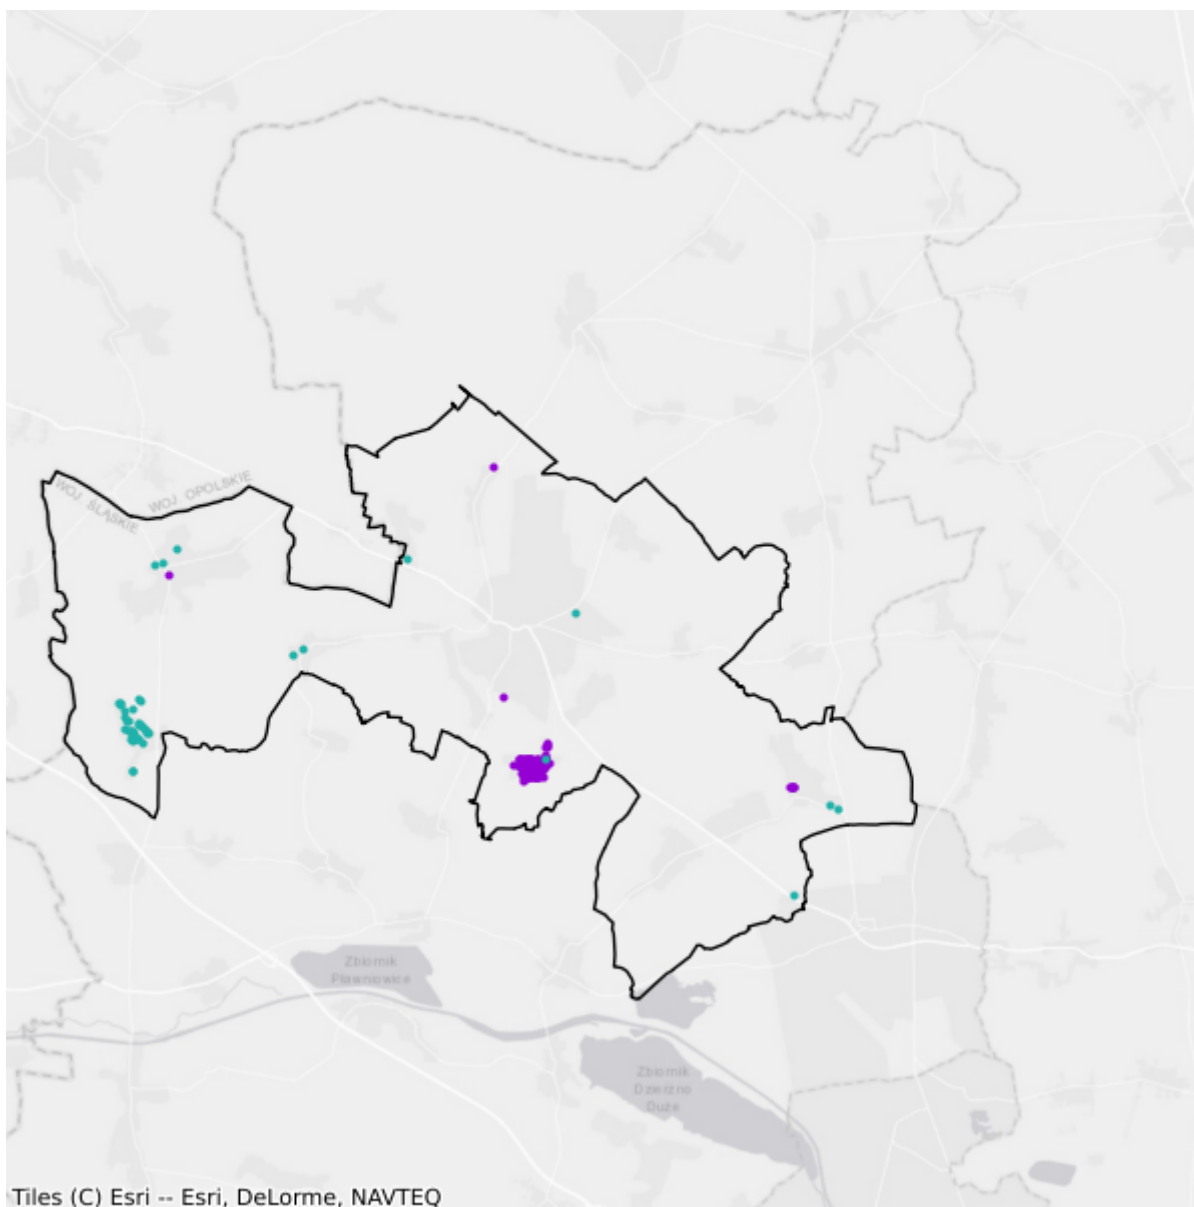 WOJ. OPOLSKIE
WOJ. ŚLĄSKIE
Zbiornik
Pławniowice
Zbiornik
Dzierżno
Duże
Tiles (C) Esri -- Esri, DeLorme, NAVTEQ